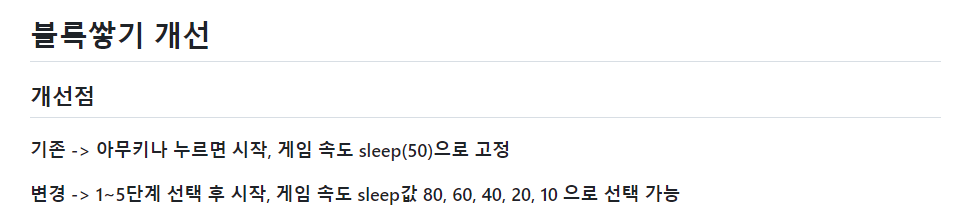 블록쌓기 개선
개선점
기존 -> 아무키나 누르면 시작, 게임 속도 sleep(50)으로 고정
변경 -> 1~5단계 선택 후 시작, 게임 속도 sleep값 80, 60, 40, 20, 10 으로 선택 가능